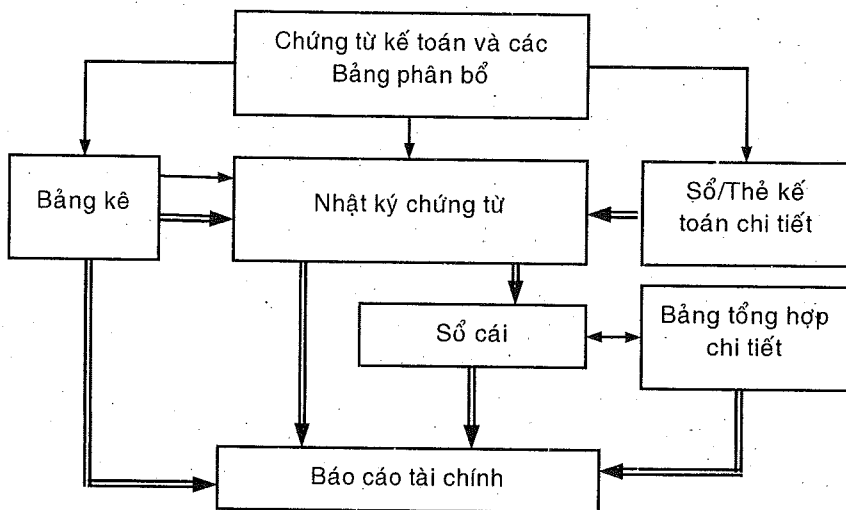 Chứng từ kế toán và các
Bảng phân bổ
Bảng kê
Nhật ký chứng từ
Sổ/Thẻ kế
toán chi tiết
Sổ cái
Bảng tổng hợp
chi tiết
Báo cáo tài chính